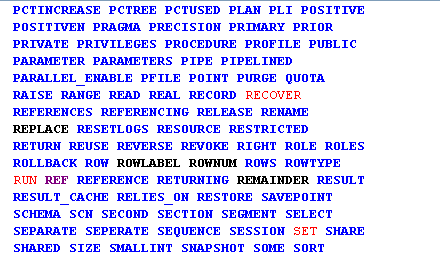 PCTINCREASE PCTREE PCTUSED PLAN PLI POSITIVE
POSITIVEN PRAGMA PRECISION PRIMARY PRIOR
PRIVATE PRIVILEGES PROCEDURE PROFILE PUBLIC
PARAMETER PARAMETERS PIPE PIPELINED
PARALLEL_ENABLE PFILE POINT PURGE QUOTA
RAISE RANGE READ REAL RECORD RECOVER
REFERENCES REFERENCING RELEASE RENAME
REPLACE RESETLOGS RESOURCE RESTRICTED
RETURN REUSE REVERSE REVOKE RIGHT ROLE ROLES
ROLLBACK ROW ROWLABEL ROWNUM ROWS ROWTYPE
RUN REF REFERENCE RETURNING REMAINDER RESULT
RESULT_CACHE RELIES_ON RESTORE SAVEPOINT
SCHEMA SCN SECOND SECTION SEGMENT SELECT
SEPARATE SEPERATE SEQUENCE SESSION SET SHARE
SHARED SIZE SMALLINT SNAPSHOT SOME SORT